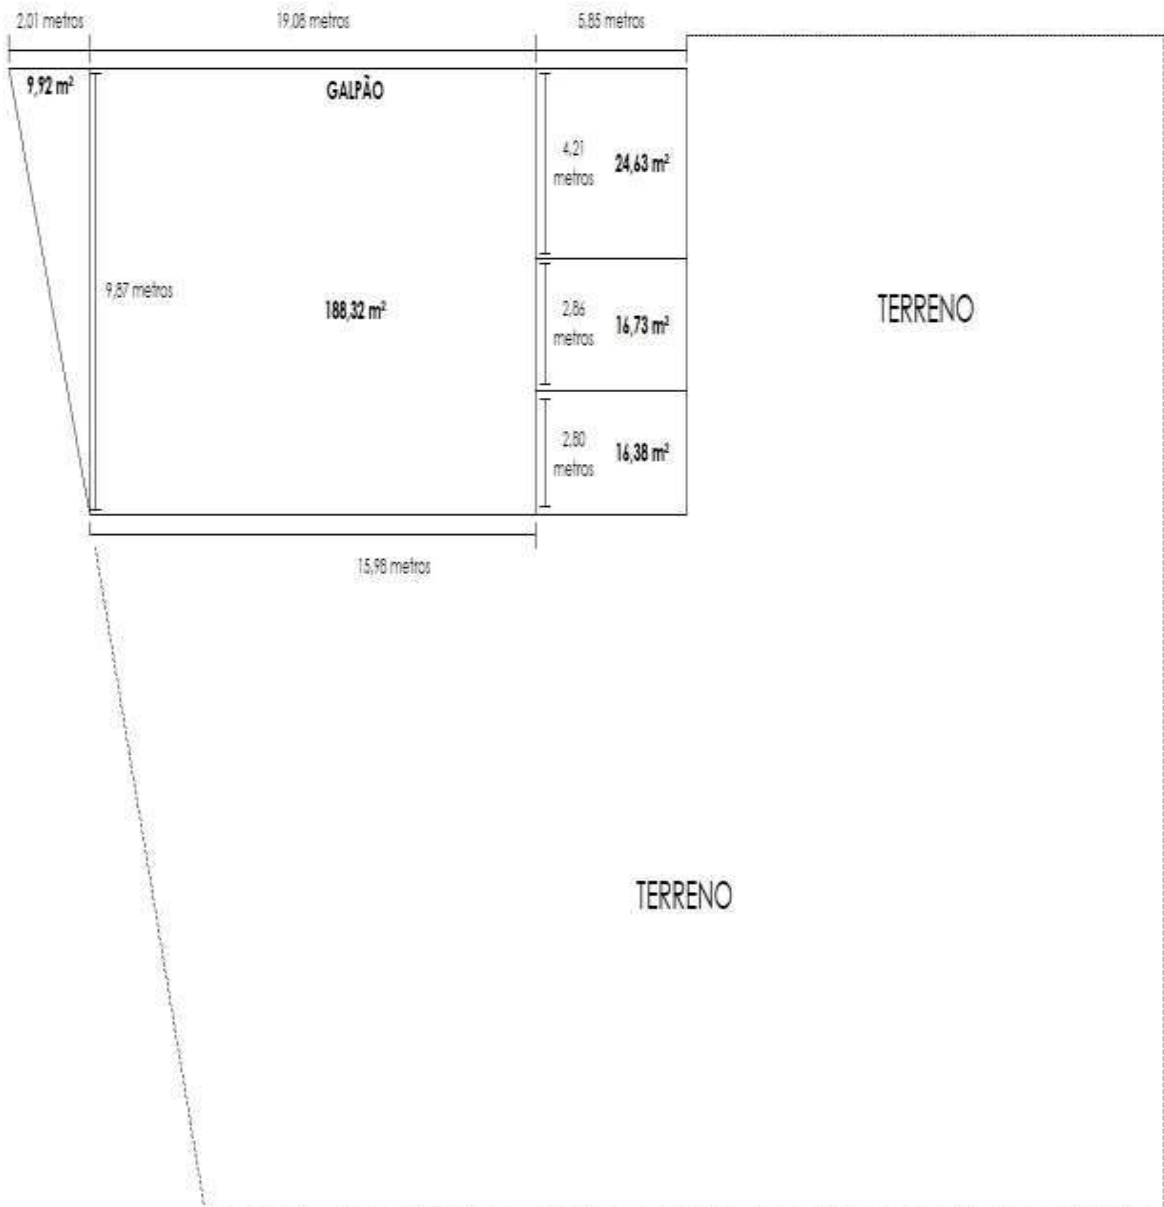 2,01 metros
19,08 metros
5,85 metros
9,92 m²
GALPÃO
4,21
metros
24,63 m²
9,87 metros
188,32 m²
2,86
metros
16,73 m²
TERRENO
2,80
metros
16,38 m²
15,98 metros
TERRENO